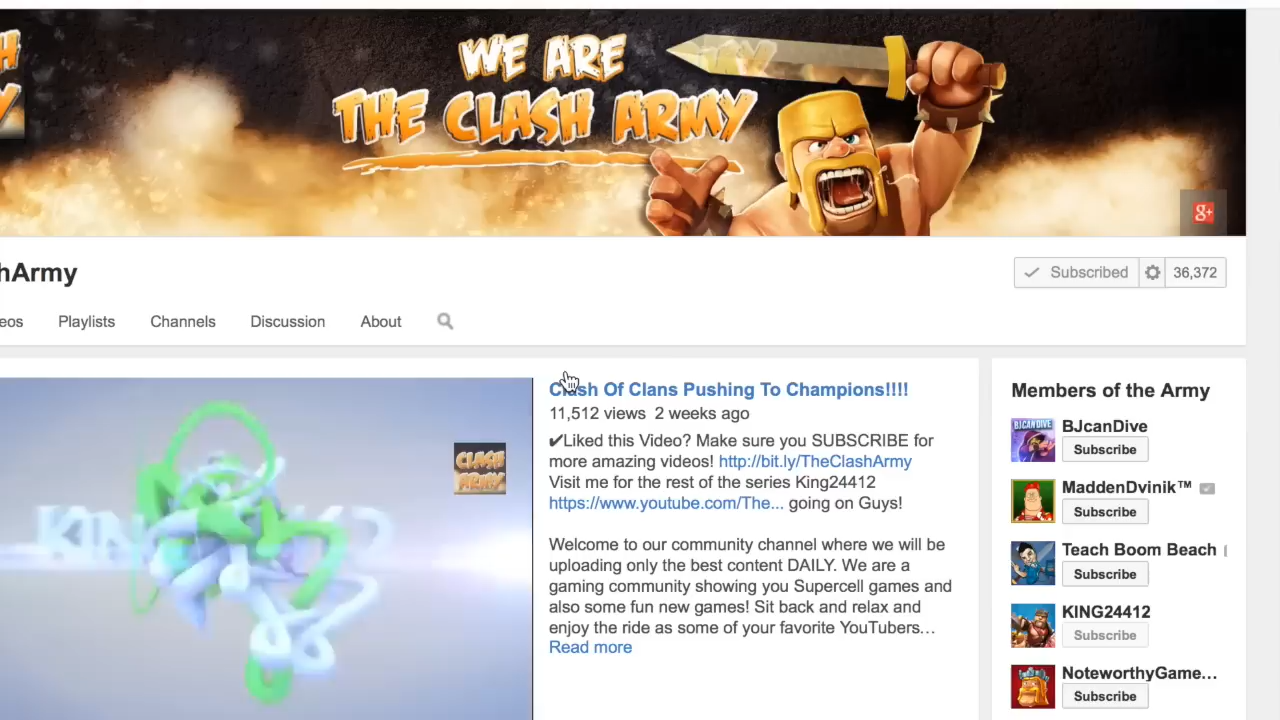 WE ARE
THE CLASH ARMY
g+
hArmy
Subscribed 36,372
eos Playlists Channels Discussion About
Clash Of Clans Pushing To Champions!!!!
11,512 views 2 weeks ago
✔Liked this Video? Make sure you SUBSCRIBE for
more amazing videos! http://bit.ly/TheClashArmy
Visit me for the rest of the series King24412
https://www.youtube.com/The... going on Guys!
Welcome to our community channel where we will be
uploading only the best content DAILY. We are a
gaming community showing you Supercell games and
also some fun new games! Sit back and relax and
enjoy the ride as some of your favorite YouTubers…
Read more
CLASH
ARMY
Members of the Army
BJCANDIVE
BJcanDive
Subscribe
MaddenDvinik™
Subscribe
Teach Boom Beach
Subscribe
KING24412
Subscribe
NoteworthyGame…
Subscribe